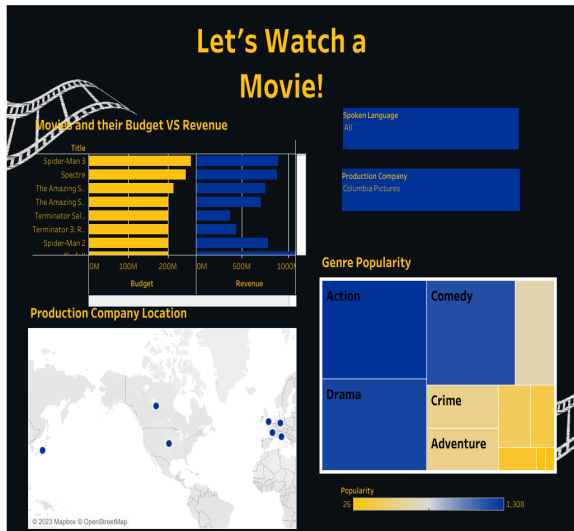 Let's Watch a
Movie!
Movies and their Budget VS Revenue
Spoken Language
All
Production Company
Columbia Pictures
Title
Spider-Man 3
Spectre
The Amazing S..
The Amazing S..
Terminator Sal..
Terminator 3: R..
Spider-Man 2
0M 100M 200M 0M 500M 1000M
Budget Revenue
Genre Popularity
Action Comedy
Drama Crime
Adventure
Production Company Location
© 2023 Mapbox © OpenStreetMap
Popularity
26 1,308